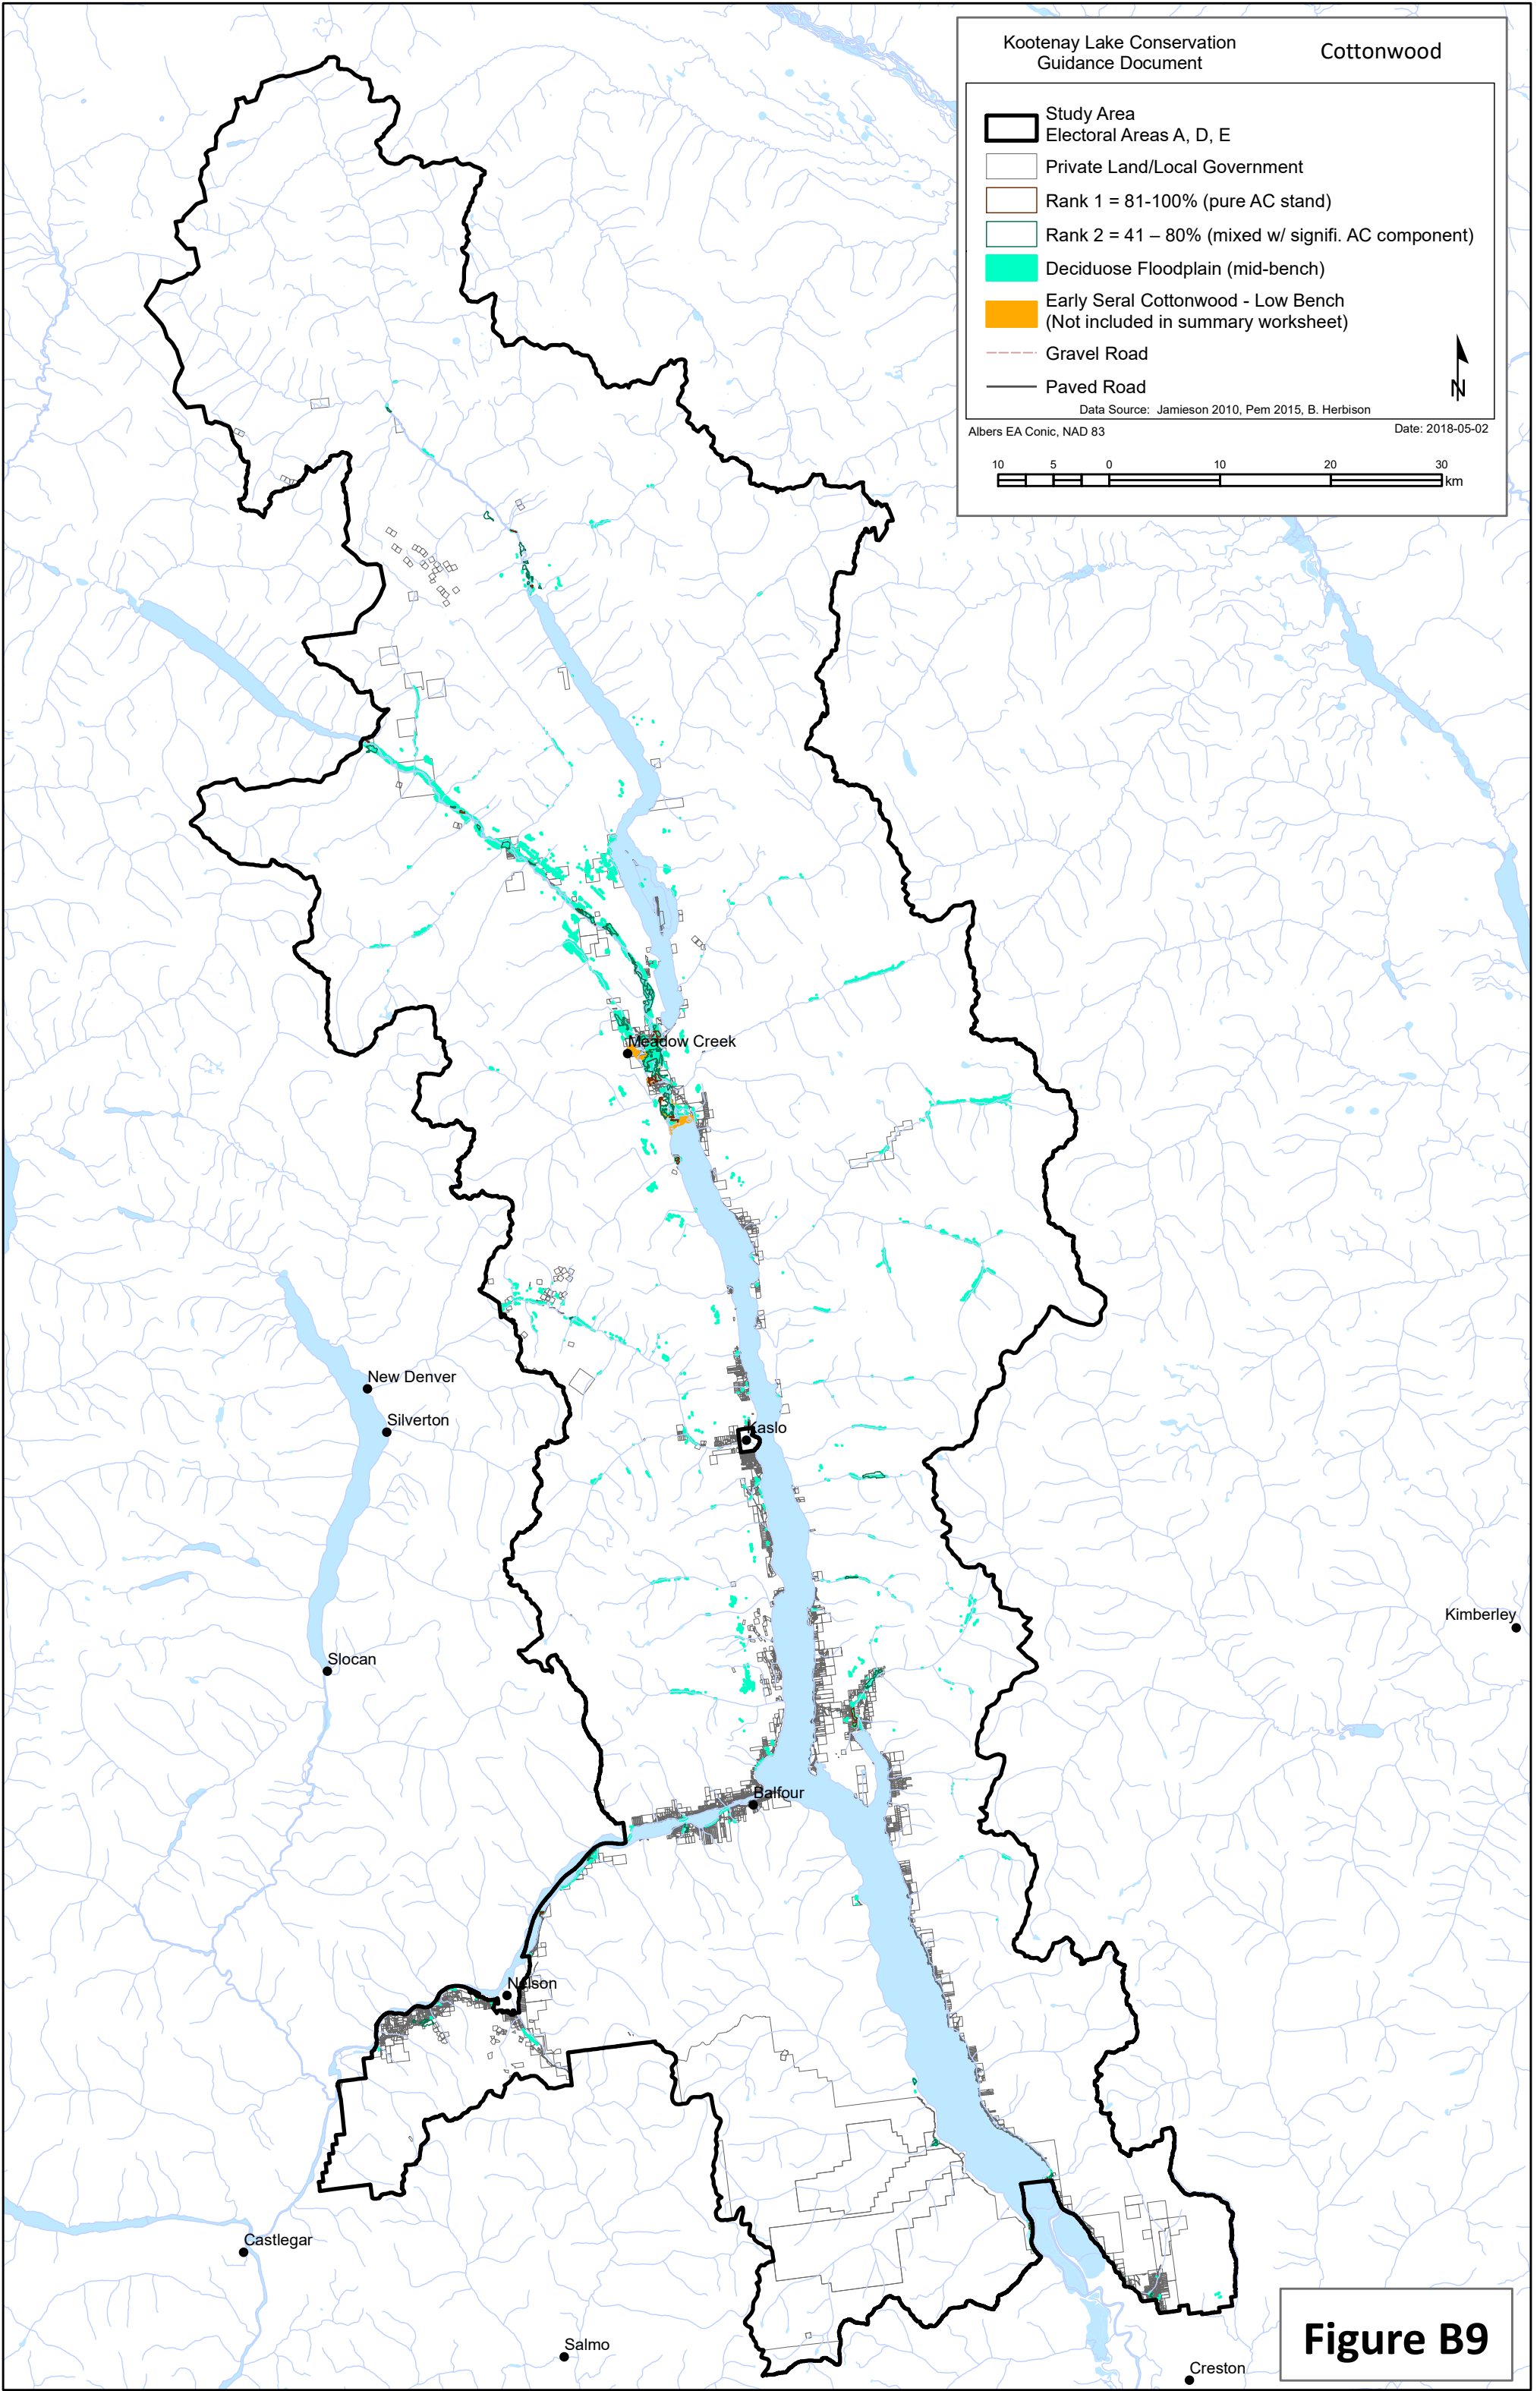 Kootenay Lake Conservation
Guidance Document
Cottonwood
Study Area
Electoral Areas A, D, E
Private Land/Local Government
Rank 1 = 81-100% (pure AC stand)
Rank 2 = 41 – 80% (mixed w/ signifi. AC component)
Deciduose Floodplain (mid-bench)
Early Seral Cottonwood - Low Bench
(Not included in summary worksheet)
Gravel Road
Paved Road
N
Data Source: Jamieson 2010, Pem 2015, B. Herbison
Albers EA Conic, NAD 83
Date: 2018-05-02
10 5 0 10 20 30
km
Meadow Creek
New Denver
Silverton
Kaslo
Kimberley
Slocan
Balfour
Nelson
Castlegar
Salmo
Creston
Figure B9